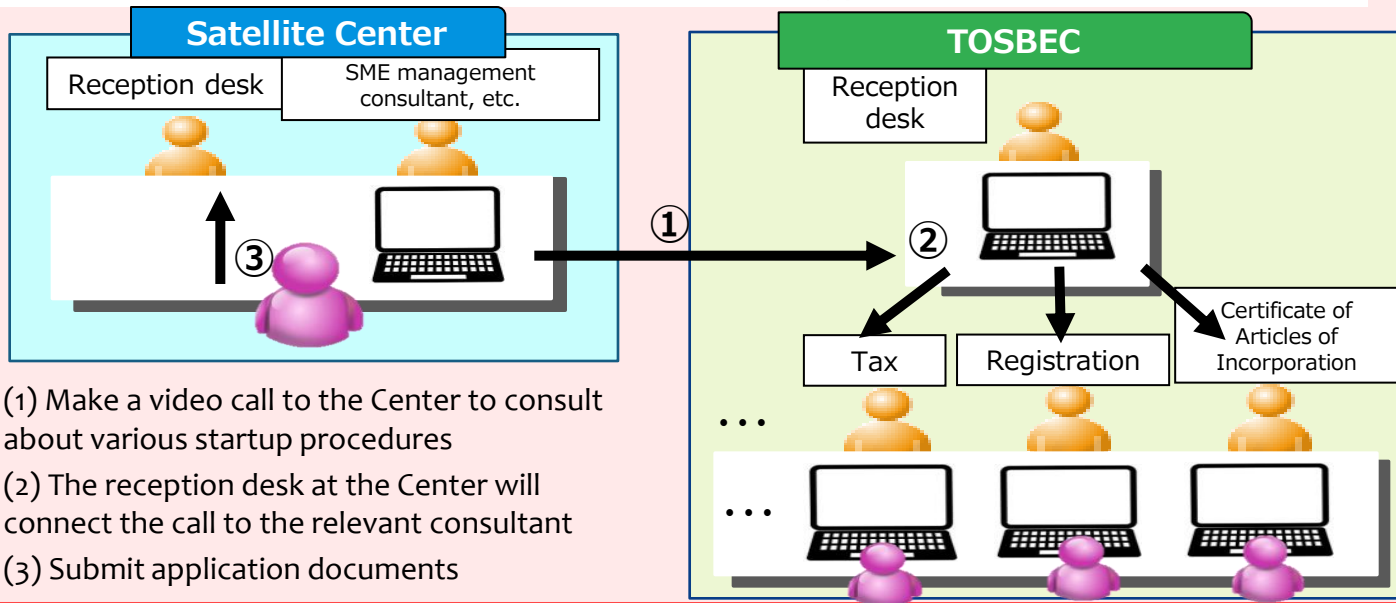 Satellite Center
Reception desk
SME management
consultant, etc.
③
①
TOSBEC
Reception
desk
②
Tax
Registration
Certificate of
Articles of
Incorporation
･･･
･･･
(1) Make a video call to the Center to consult
about various startup procedures
(2) The reception desk at the Center will
connect the call to the relevant consultant
(3) Submit application documents